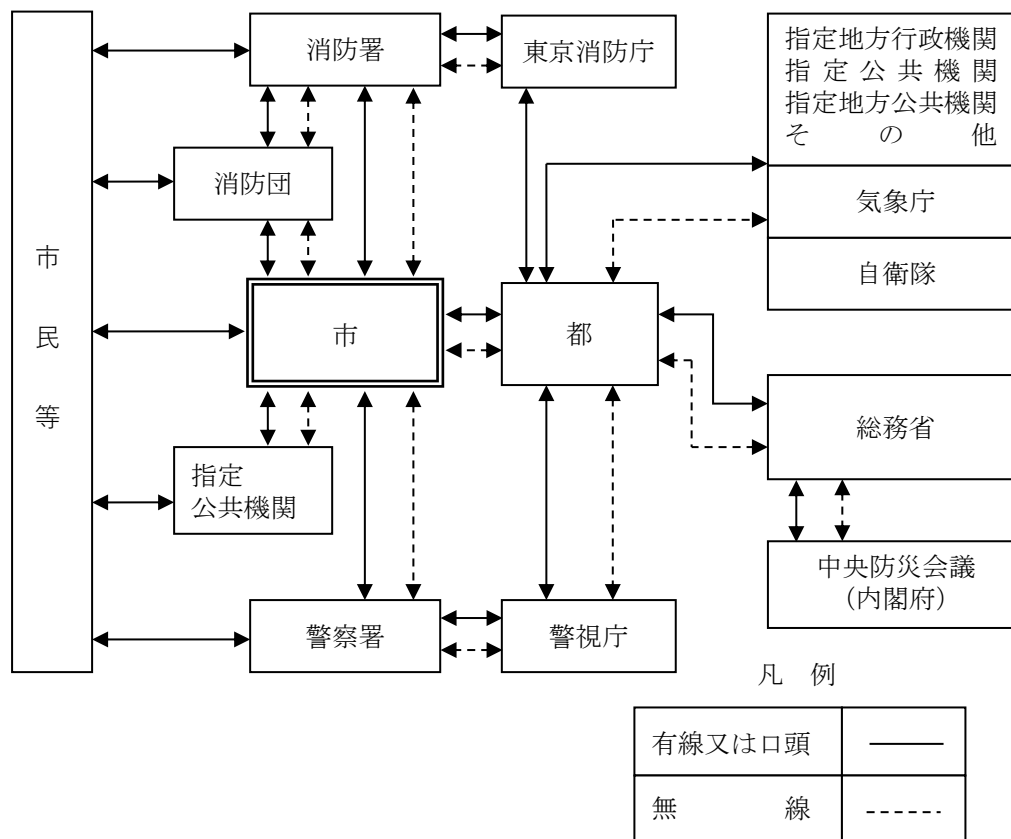 消防署
東京消防庁
指定地方行政機関
指定公共機関
指定地方公共機関
その他
気象庁
自衛隊
消防団
市民等
市
都
総務省
指定
公共機関
中央防災会議
（内閣府）
警察署
警視庁
凡 例
有線又は口頭
無 線